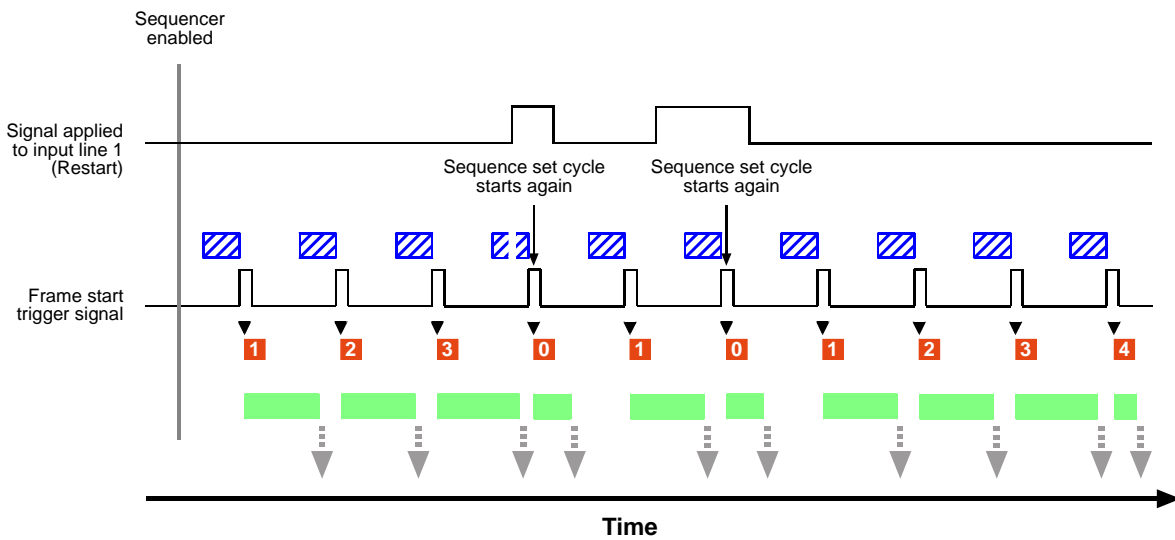 Sequencer
enabled
Signal applied
to input line 1
(Restart)
Sequence set cycle
starts again
Sequence set cycle
starts again
Frame start
trigger signal
1 2 3 0 1 0 1 2 3 4
Time